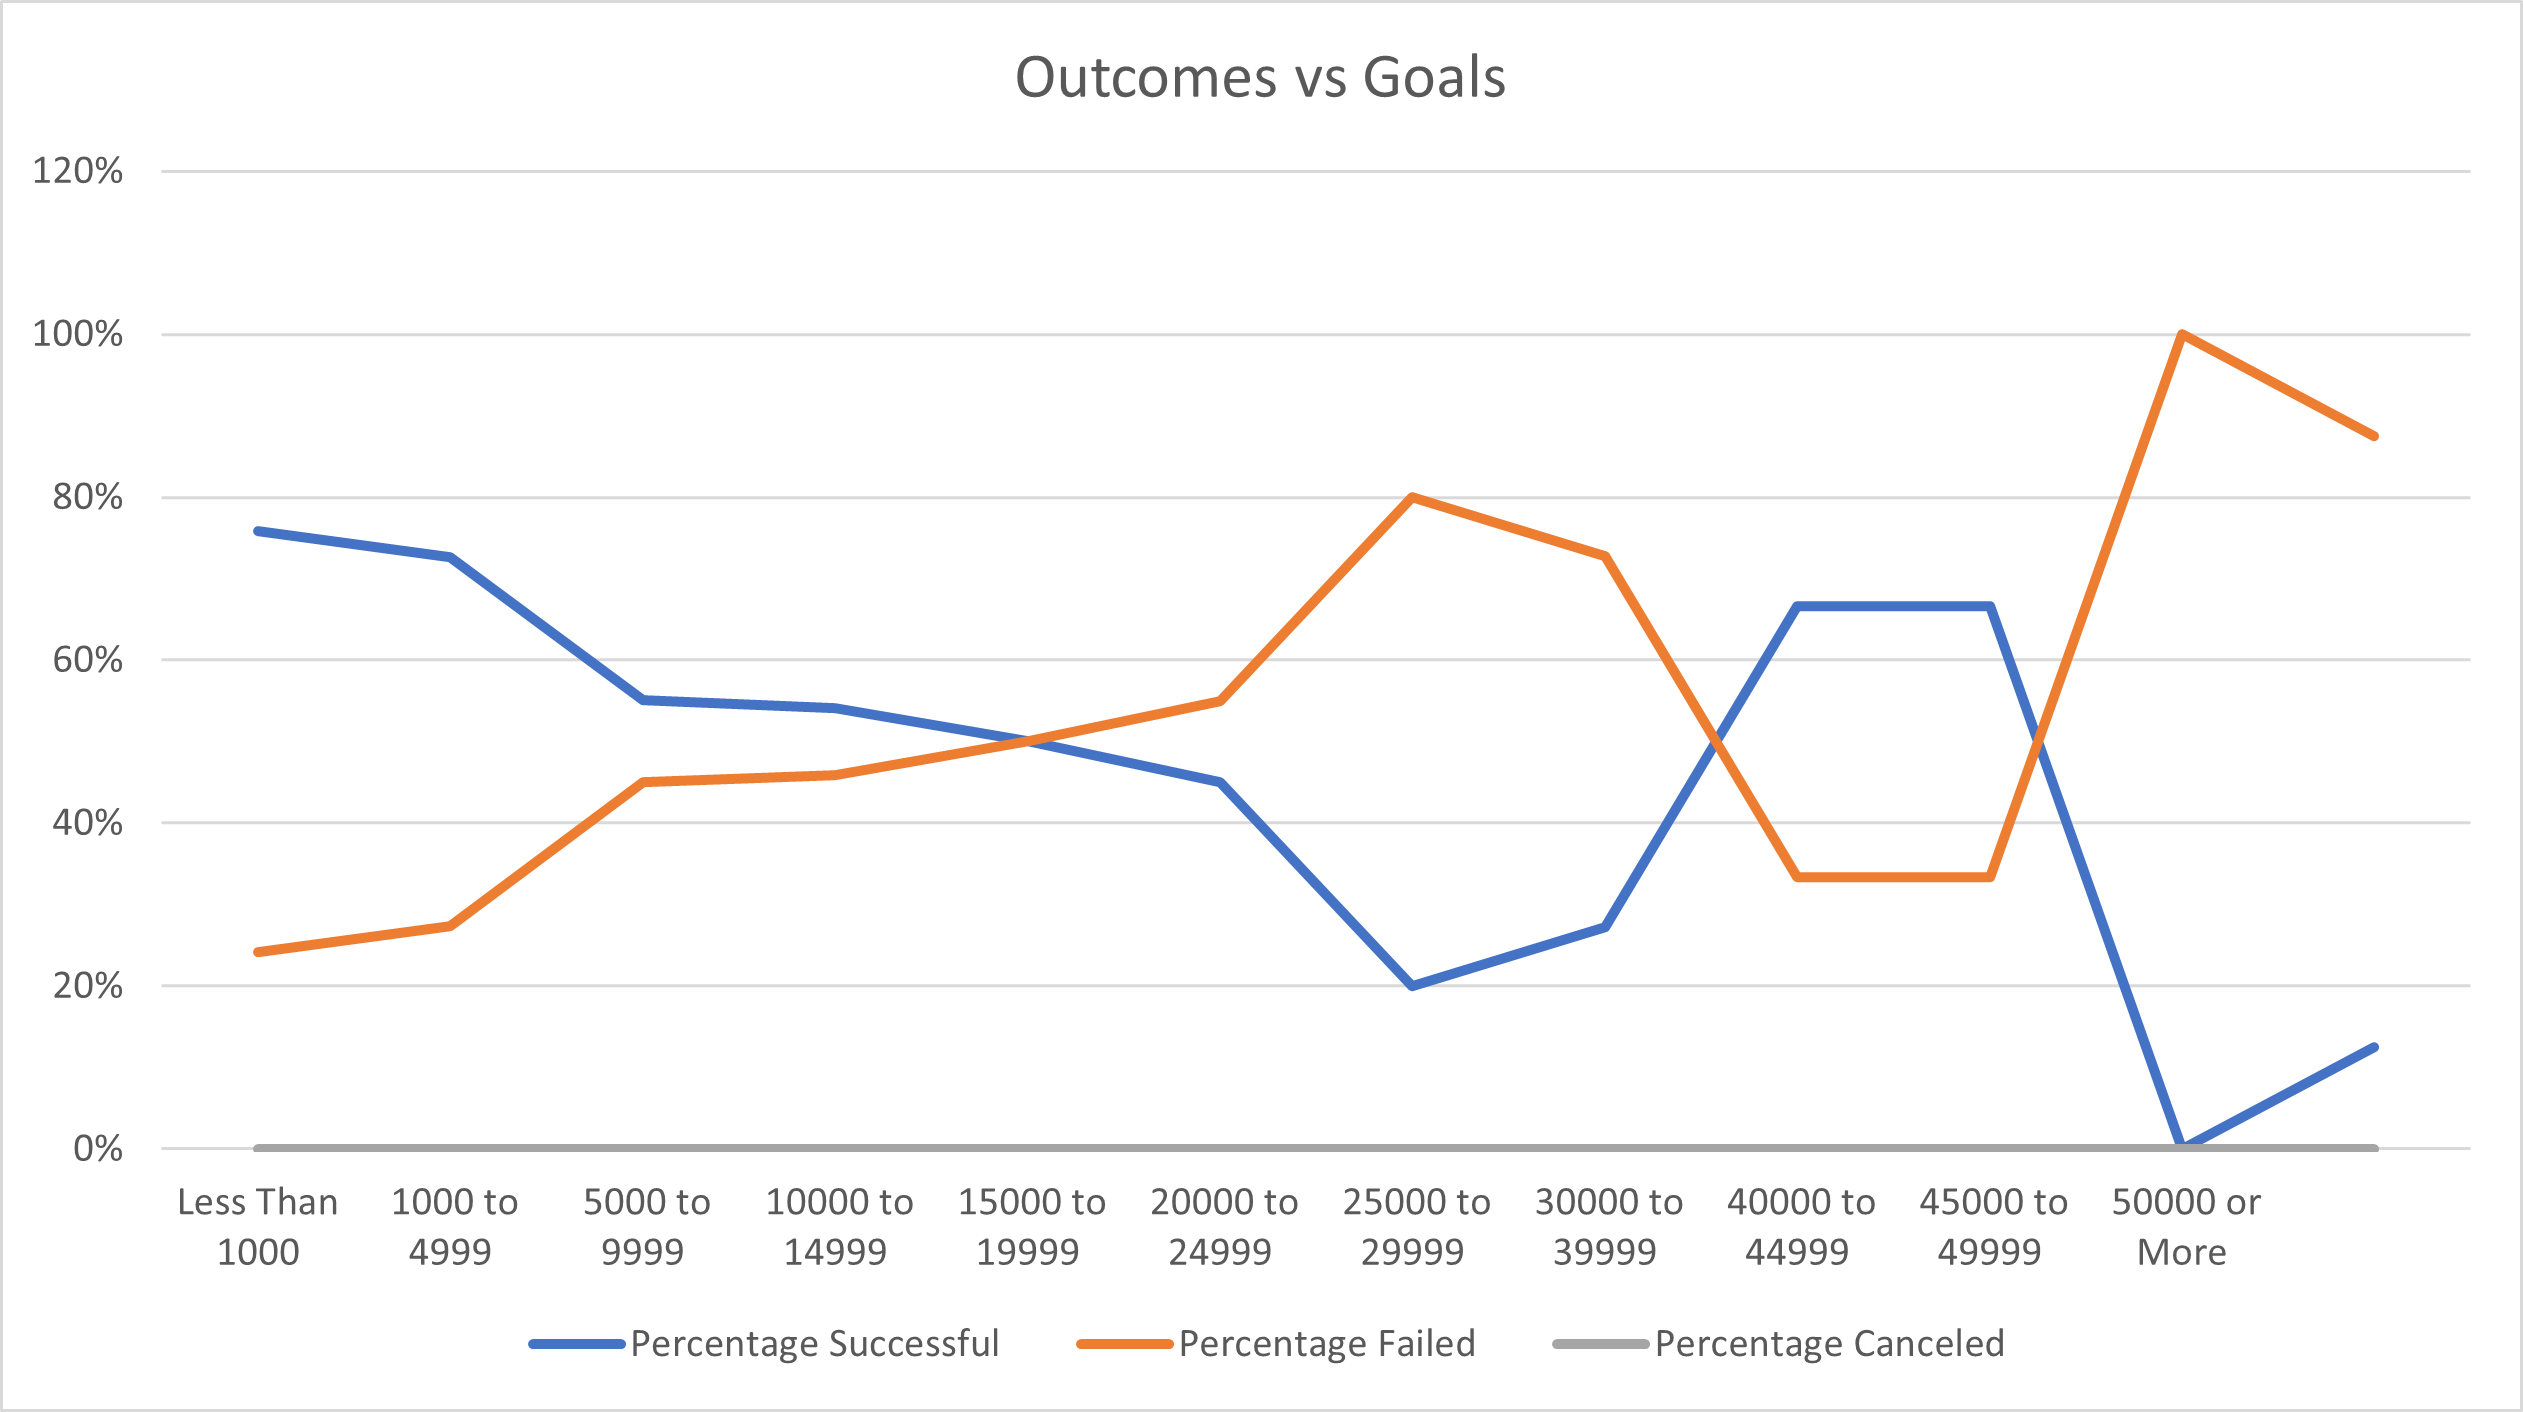 Outcomes vs Goals
120%
100%
80%
60%
40%
20%
0%
Less Than 1000 to 5000 to 10000 to 15000 to 20000 to 25000 to 30000 to 40000 to 45000 to 50000 or
1000 4999 9999 14999 19999 24999 29999 39999 44999 49999 More
Percentage Successful Percentage Failed Percentage Canceled